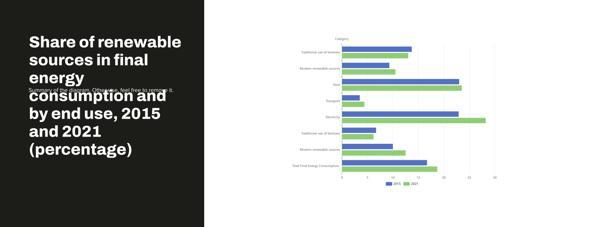 Share of renewable
sources in final
energy
Summary of the diagram. Otherwise, feel free to remove it.
consumption and
by end use, 2015
and 2021
(percentage)
Category
Traditional use of biomass
Modern renewable sources
Heat
Transport
Electricity
Traditional use of biomass
Modern renewable sources
Total Final Energy Consumption
0 5 10 15 20 25 30
2015 2021